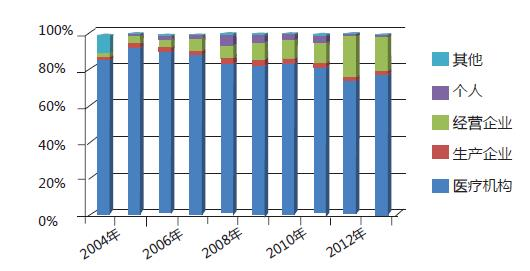 100%
80%
60%
40%
20%
0%
2004年
2006年
2008年
2010年
2012年
其他
个人
经营企业
生产企业
医疗机构